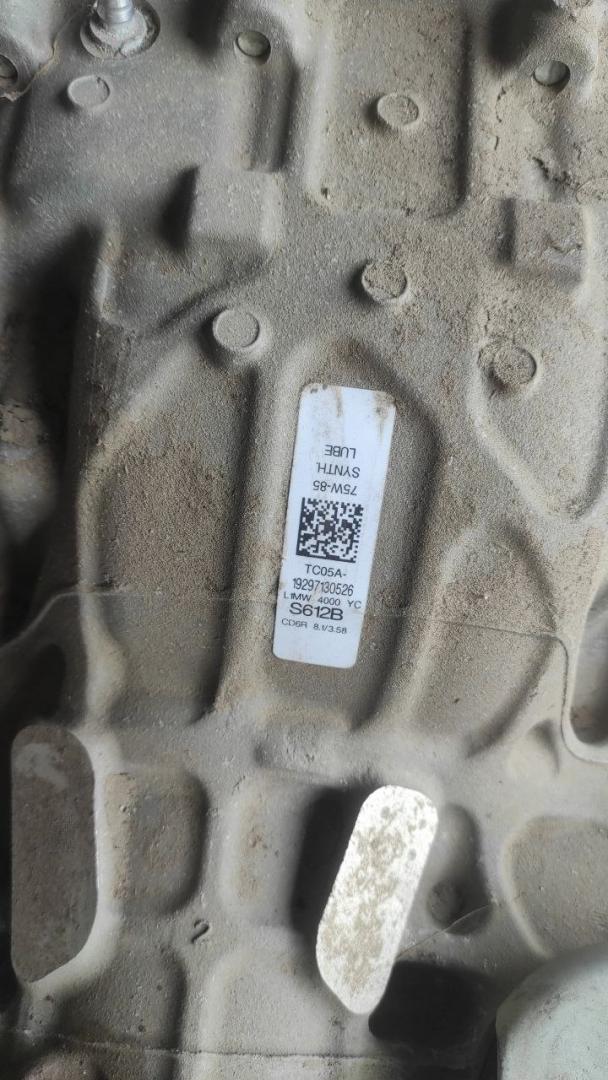 75W-85
SYNTH.
LUBE
TC05A-
19297130526
L1MW 4000 YC
S612B
CD6R 8.1/3.58